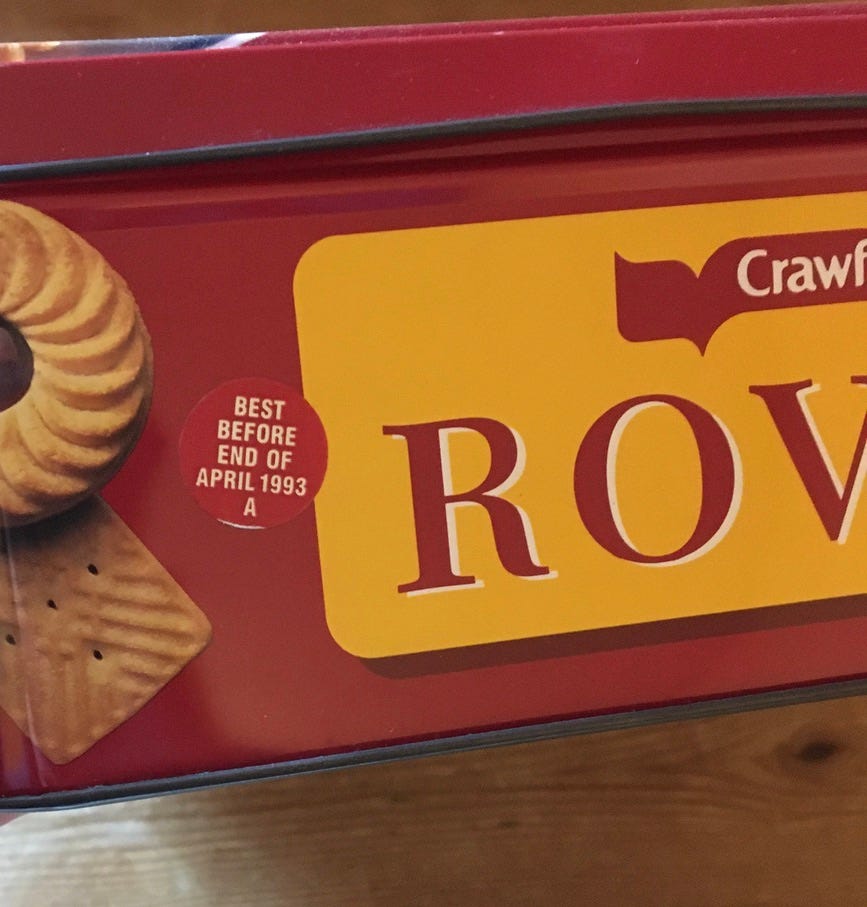 Crawf
ROV
BEST
BEFORE
END OF
APRIL 1993
A